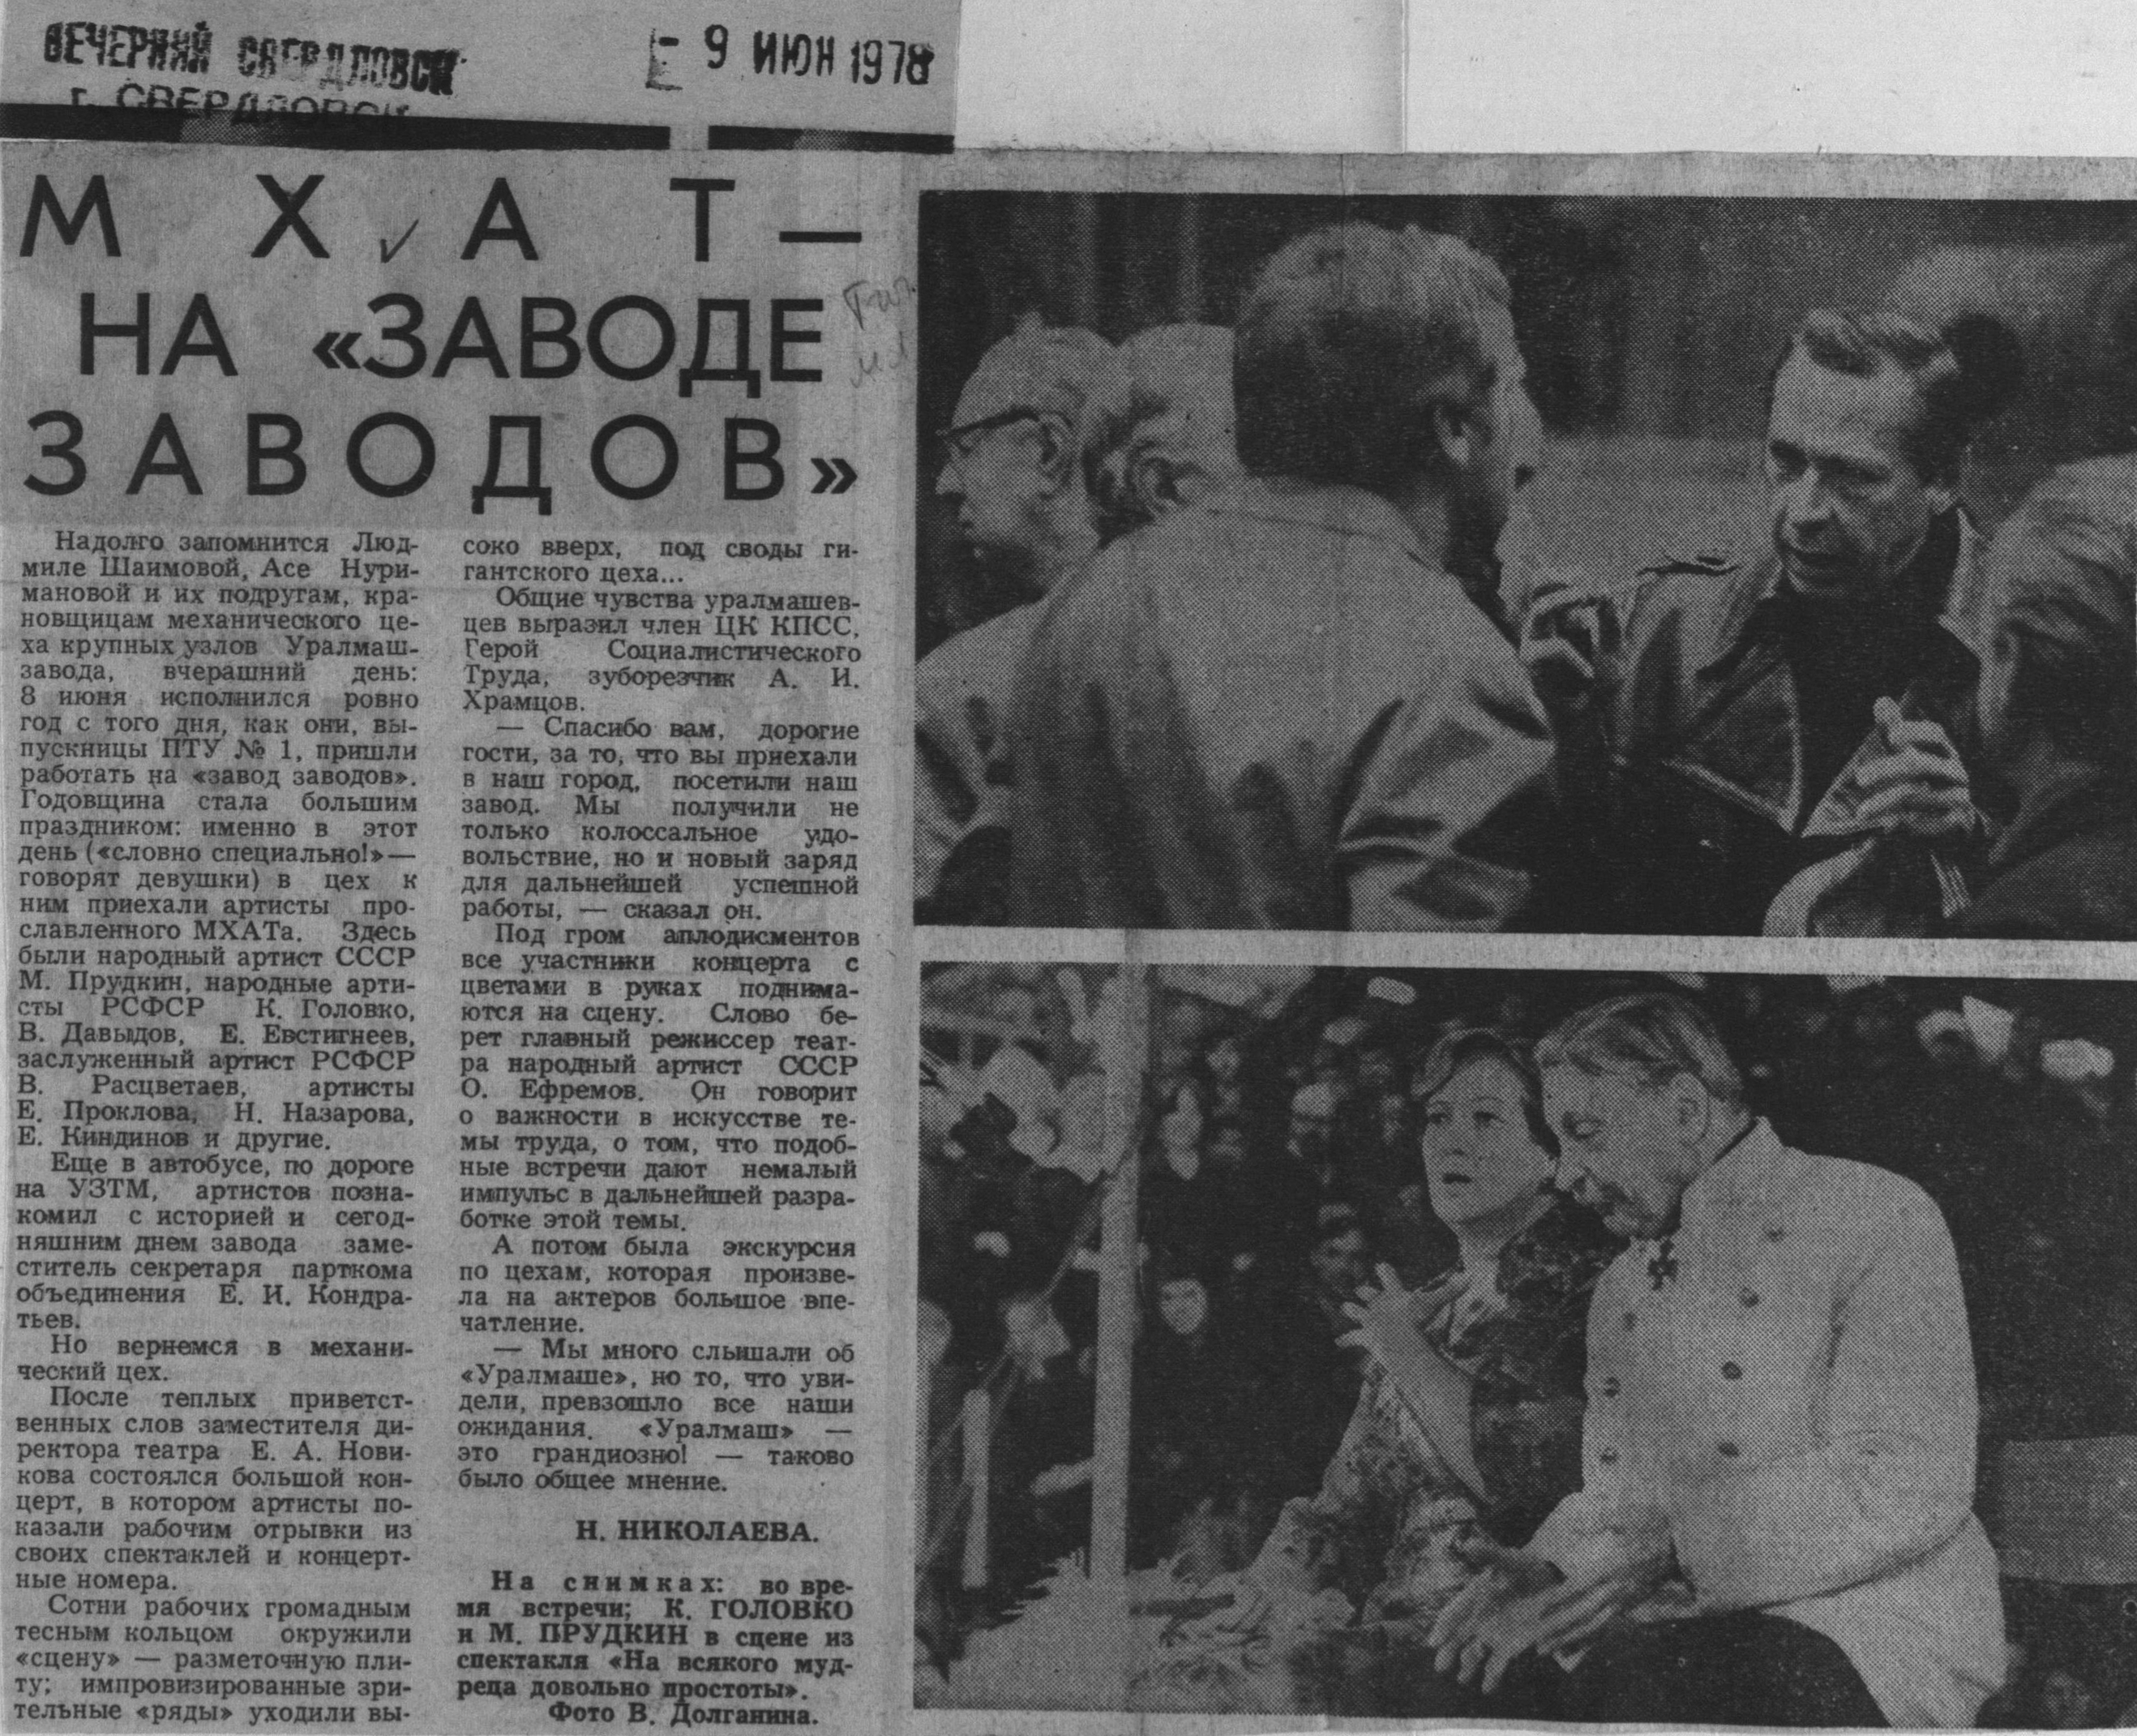 ВЕЧЕРНИЙ СВЕРДЛОВСК
г. СВЕРДЛОВСК
- 9 ИЮН 1978
МХАТ —
НА «ЗАВОДЕ
ЗАВОДОВ»
Надолго запомнится Люд-
миле Шаимовой, Асе Нури-
мановой и их подругам, кра-
новщицам механического це-
ха крупных узлов Уралмаш-
завода, вчерашний день:
8 июня исполнился ровно
год с того дня, как они, вы-
пускницы ПТУ № 1, пришли
работать на «завод заводов».
Годовщина стала большим
праздником: именно в этот
день («словно специально!» —
говорят девушки) в цех к
ним приехали артисты про-
славленного МХАТа. Здесь
были народный артист СССР
М. Прудкин, народные арти-
сты РСФСР К. Головко,
В. Давыдов, Е. Евстигнеев,
заслуженный артист РСФСР
В. Расцветаев, артисты
Е. Проклова, Н. Назарова,
Е. Киндинов и другие.
Еще в автобусе, по дороге
на УЗТМ, артистов позна-
комил с историей и сегод-
няшним днем завода заме-
ститель секретаря парткома
объединения Е. И. Кондра-
тьев.
Но вернемся в механи-
ческий цех.
После теплых приветст-
венных слов заместителя ди-
ректора театра Е. А. Нови-
кова состоялся большой кон-
церт, в котором артисты по-
казали рабочим отрывки из
своих спектаклей и концерт-
ные номера.
Сотни рабочих громадным
тесным кольцом окружили
«сцену» — разметочную пли-
ту; импровизированные зри-
тельные «ряды» уходили вы-
соко вверх, под своды ги-
гантского цеха...
Общие чувства уралмашев-
цев выразил член ЦК КПСС,
Герой Социалистического
Труда, зуборезчик А. И.
Храмцов.
— Спасибо вам, дорогие
гости, за то, что вы приехали
в наш город, посетили наш
завод. Мы получили не
только колоссальное удо-
вольствие, но и новый заряд
для дальнейшей успешной
работы, — сказал он.
Под гром аплодисментов
все участники концерта с
цветами в руках поднима-
ются на сцену. Слово бе-
рет главный режиссер теат-
ра народный артист СССР
О. Ефремов. Он говорит
о важности в искусстве те-
мы труда, о том, что подоб-
ные встречи дают немалый
импульс в дальнейшей разра-
ботке этой темы.
А потом была экскурсия
по цехам, которая произве-
ла на актеров большое впе-
чатление.
— Мы много слышали об
«Уралмаше», но то, что уви-
дели, превзошло все наши
ожидания. «Уралмаш» —
это грандиозно! — таково
было общее мнение.
Н. НИКОЛАЕВА.
На снимках: во вре-
мя встречи; К. ГОЛОВКО
и М. ПРУДКИН в сцене из
спектакля «На всякого муд-
реца довольно простоты».
Фото В. Долганина.